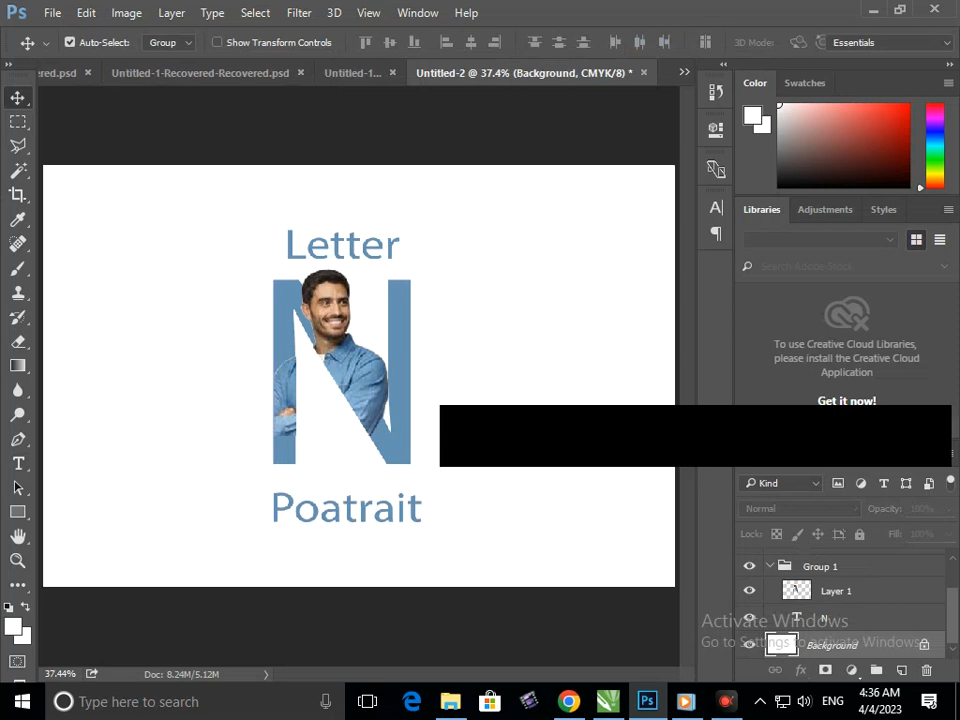 Ps File Edit Image Layer Type Select Filter 3D View Window Help
Auto-Select: Group Show Transform Controls 3D Mode: Essentials
ered.psd × Untitled-1-Recovered-Recovered.psd × Untitled-1... × Untitled-2 @ 37.4% (Background, CMYK/8) * ×
Color Swatches
Libraries Adjustments Styles
Search Adobe Stock
To use Creative Cloud Libraries,
please install the Creative Cloud
Application
Get it now!
Letter
N
Poatrait
Kind
Normal Opacity: 100%
Lock: Fill: 100%
Group 1
Layer 1
N
Background
Activate Windows
Go to Settings to activate Windows.
37.44% Doc: 8.24M/5.12M
Type here to search
ENG
4:36 AM
4/4/2023